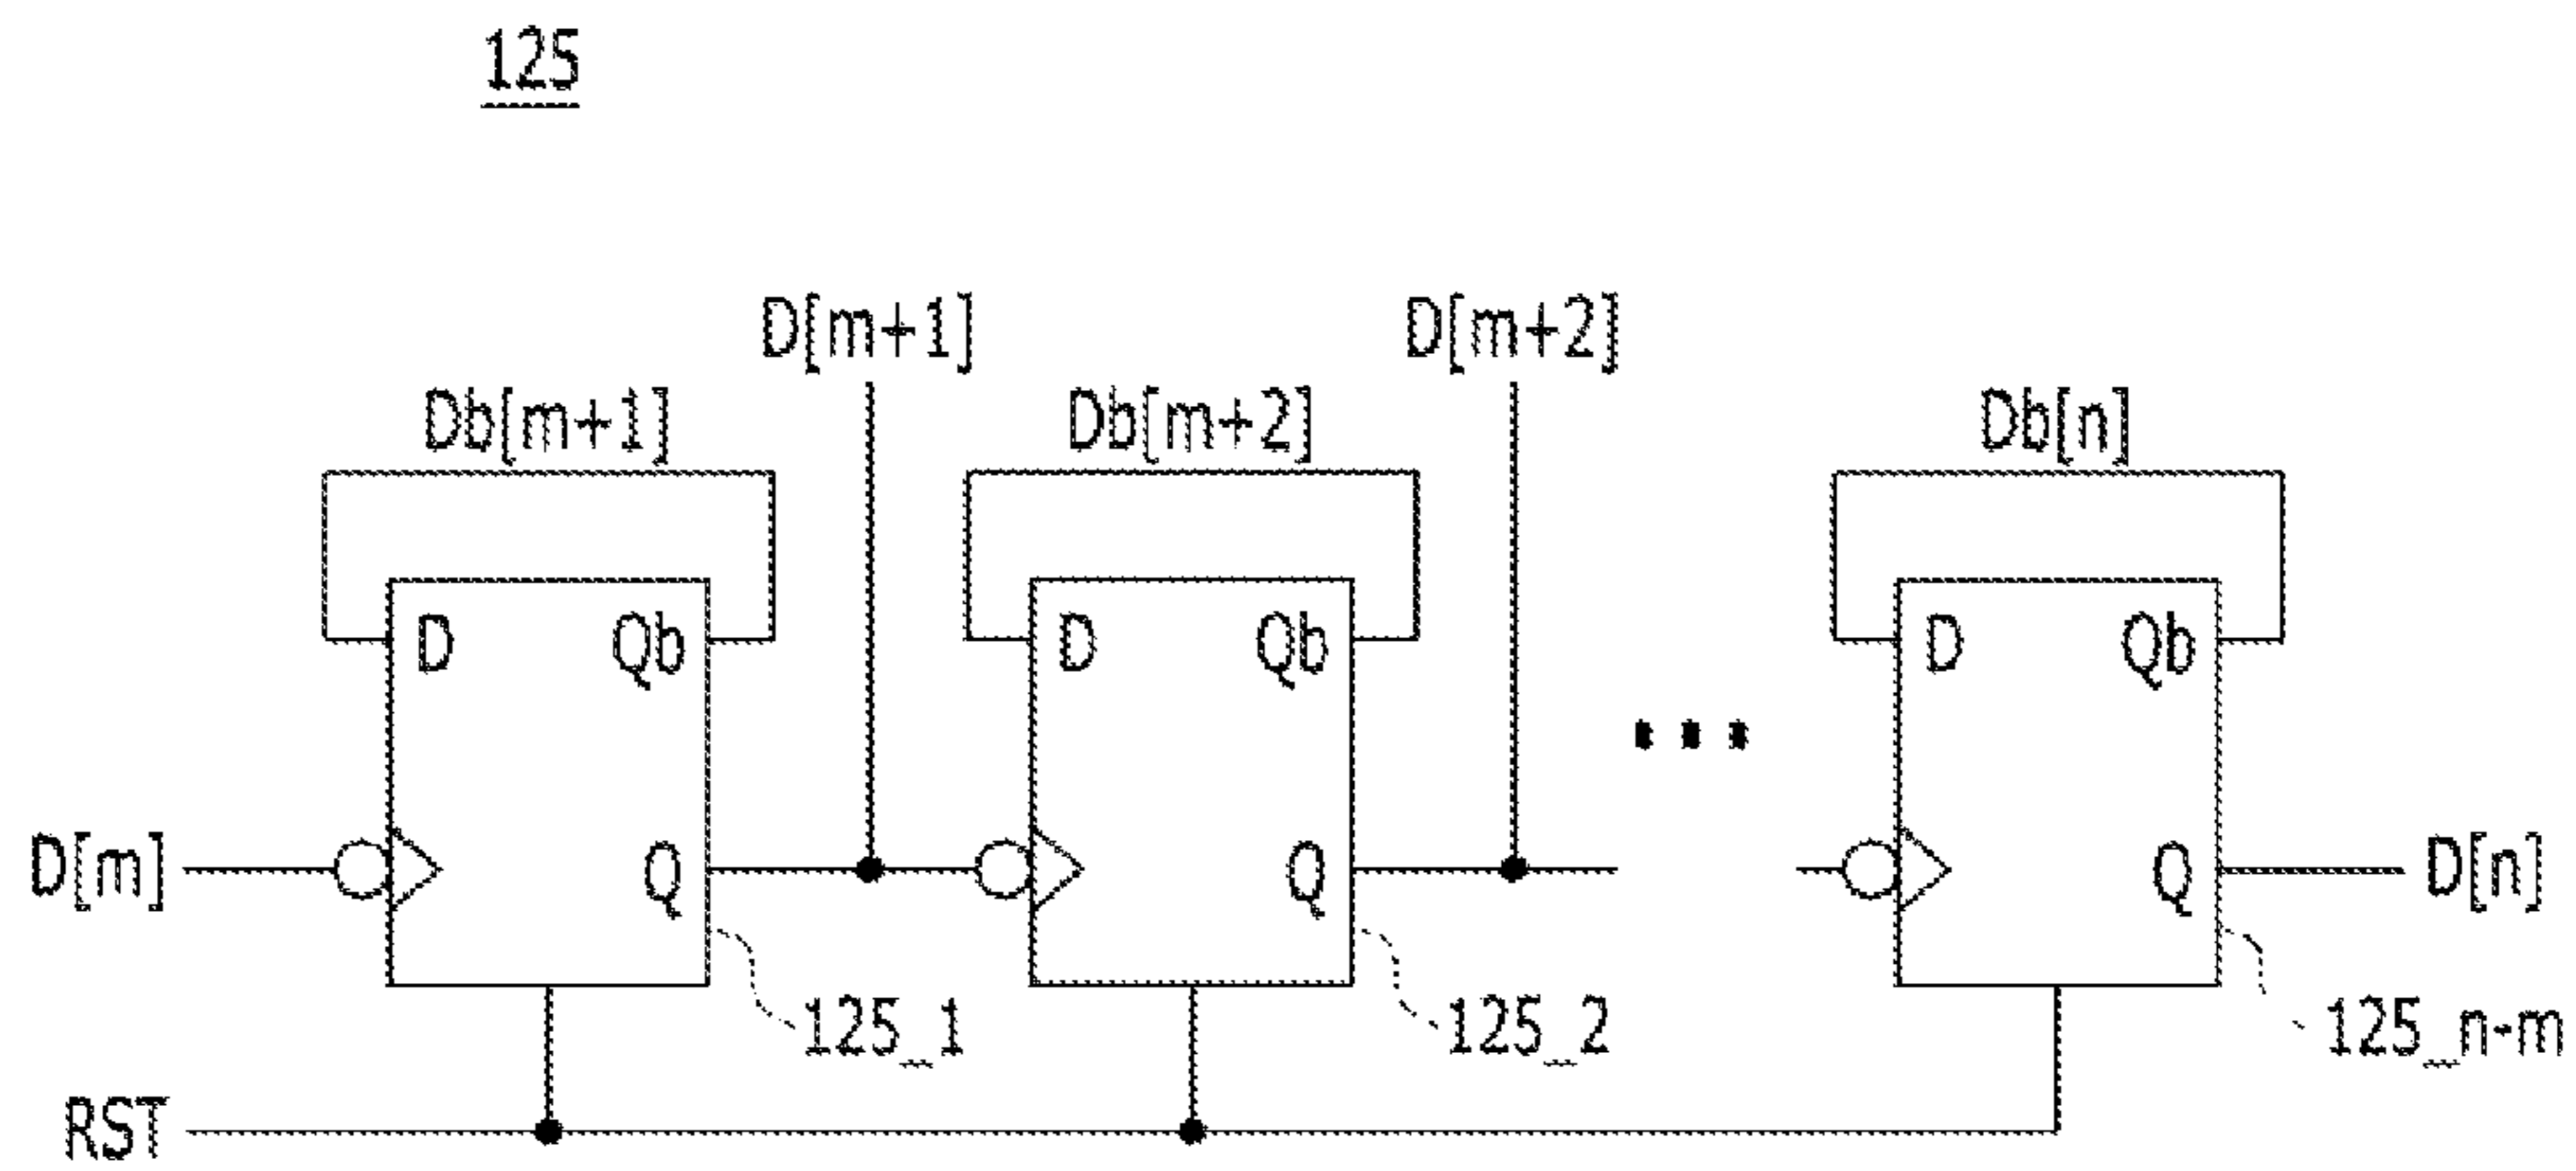 125
D[m+1] D[m+2]
Db[m+1] Db[m+2] Db[n]
D Qb D Qb D Qb
D[m] Q Q Q D[n]
125_1 125_2 125_n-m
RST